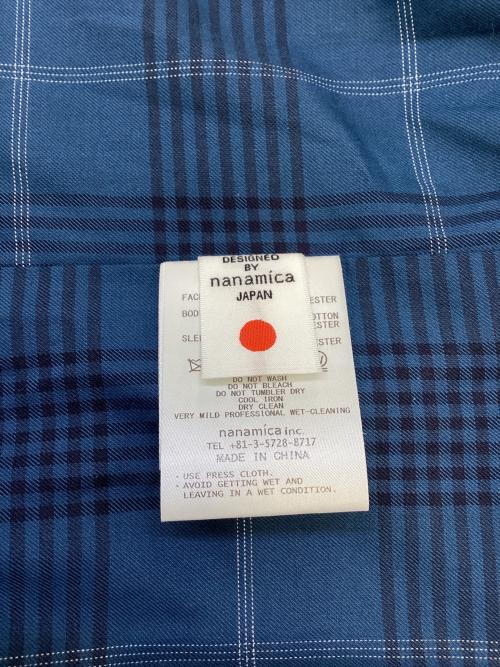 DESIGNED
BY
nanamica
JAPAN
DO NOT WASH
DO NOT BLEACH
DO NOT TUMBLER DRY
COOL IRON
DRY CLEAN
VERY MILD PROFESSIONAL WET-CLEANING
nanamica inc.
TEL +81-3-5728-8717
MADE IN CHINA
・USE PRESS CLOTH.
・AVOID GETTING WET AND
LEAVING IN A WET CONDITION.